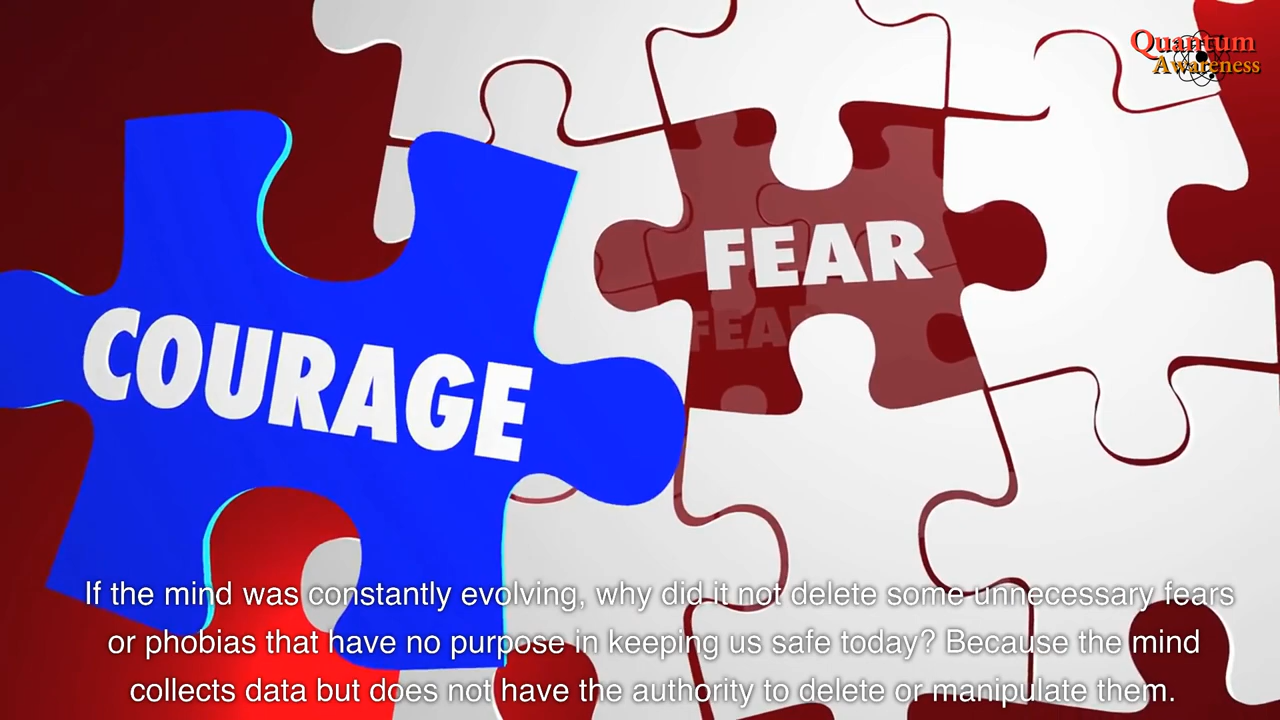 Quantum
Awareness
COURAGE
FEAR
FEAR
If the mind was constantly evolving, why did it not delete some unnecessary fears
or phobias that have no purpose in keeping us safe today? Because the mind
collects data but does not have the authority to delete or manipulate them.